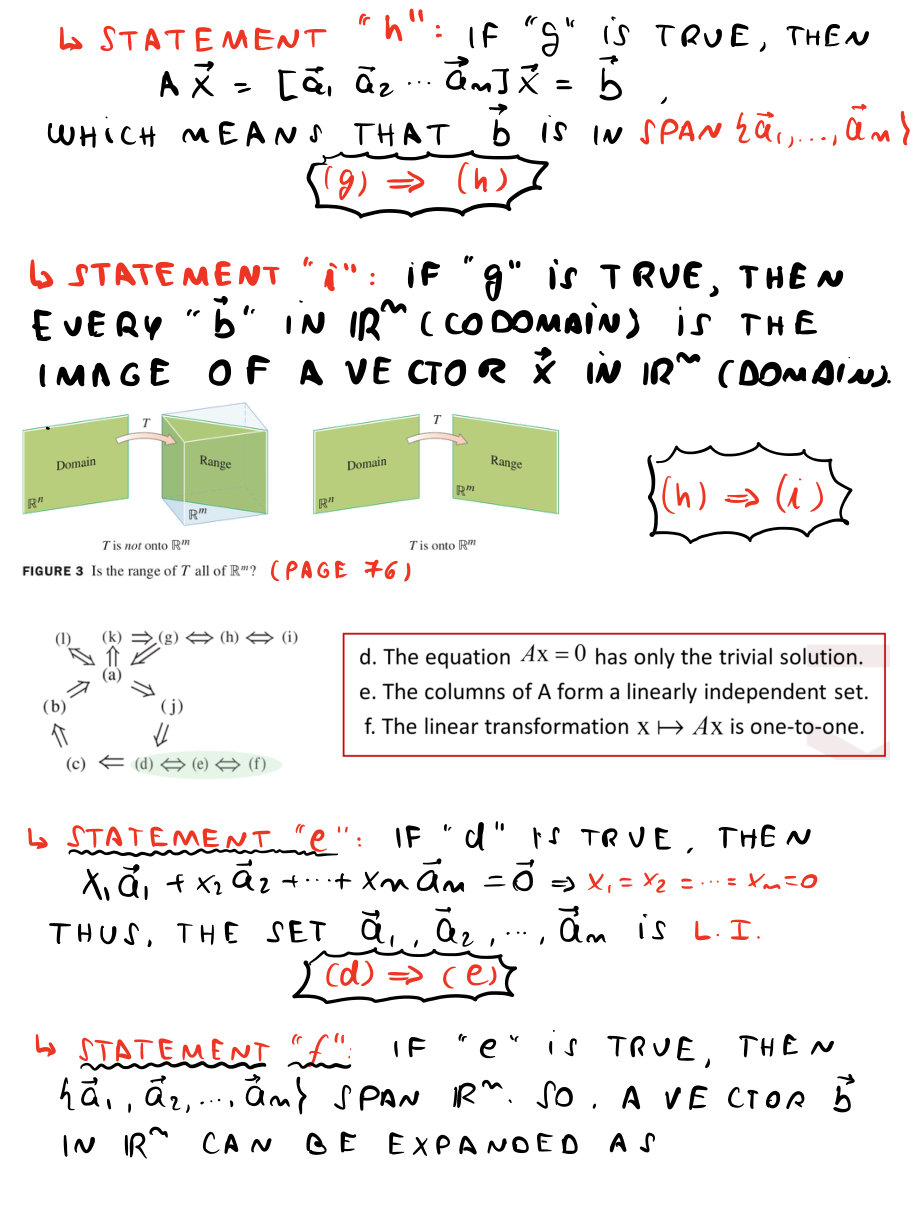 ↳ STATEMENT "h": IF "g" IS TRUE, THEN
A x⃗ = [a⃗₁ a⃗₂ ⋯ a⃗ₙ] x⃗ = b⃗ ,
WHICH MEANS THAT b⃗ IS IN SPAN {a⃗₁, ..., a⃗ₙ}
(g) ⇒ (h)
↳ STATEMENT "i": IF "g" IS TRUE, THEN
EVERY "b⃗" IN ℝᵐ (CODOMAIN) IS THE
IMAGE OF A VECTOR x⃗ IN ℝⁿ (DOMAIN).
T T
Domain Range Domain Range
ℝⁿ ℝᵐ ℝⁿ ℝᵐ
(h) ⇒ (i)
T is not onto ℝᵐ T is onto ℝᵐ
FIGURE 3 Is the range of T all of ℝᵐ? (PAGE 76)
(l) (k) ⇒ (g) ⇔ (h) ⇔ (i)
(a)
(b) (j)
(c) ⇐ (d) ⇔ (e) ⇔ (f)
d. The equation Ax = 0 has only the trivial solution.
e. The columns of A form a linearly independent set.
f. The linear transformation x ↦ Ax is one-to-one.
↳ STATEMENT "e": IF "d" IS TRUE, THEN
x₁a⃗₁ + x₂a⃗₂ + ⋯ + xₙa⃗ₙ = 0⃗ ⇒ x₁ = x₂ = ⋯ = xₙ = 0
THUS, THE SET a⃗₁, a⃗₂, ..., a⃗ₙ IS L.I.
(d) ⇒ (e)
↳ STATEMENT "f": IF "e" IS TRUE, THEN
{a⃗₁, a⃗₂, ..., a⃗ₙ} SPAN ℝⁿ. SO, A VECTOR b⃗
IN ℝⁿ CAN BE EXPANDED AS